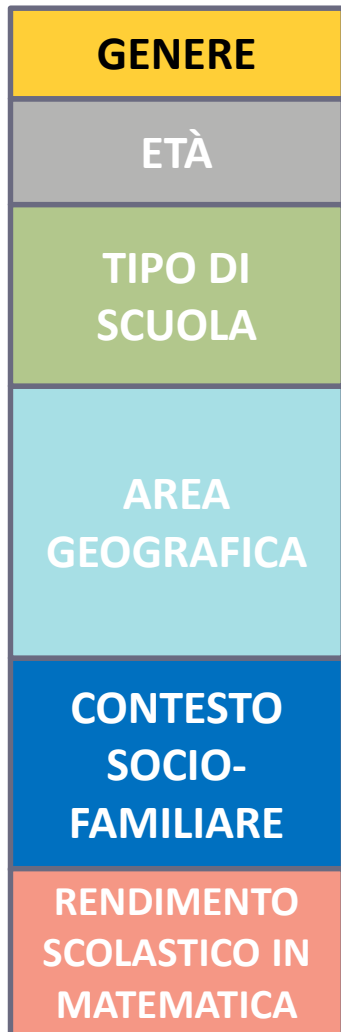 GENERE
ETÀ
TIPO DI
SCUOLA
AREA
GEOGRAFICA
CONTESTO
SOCIO-
FAMILIARE
RENDIMENTO
SCOLASTICO IN
MATEMATICA